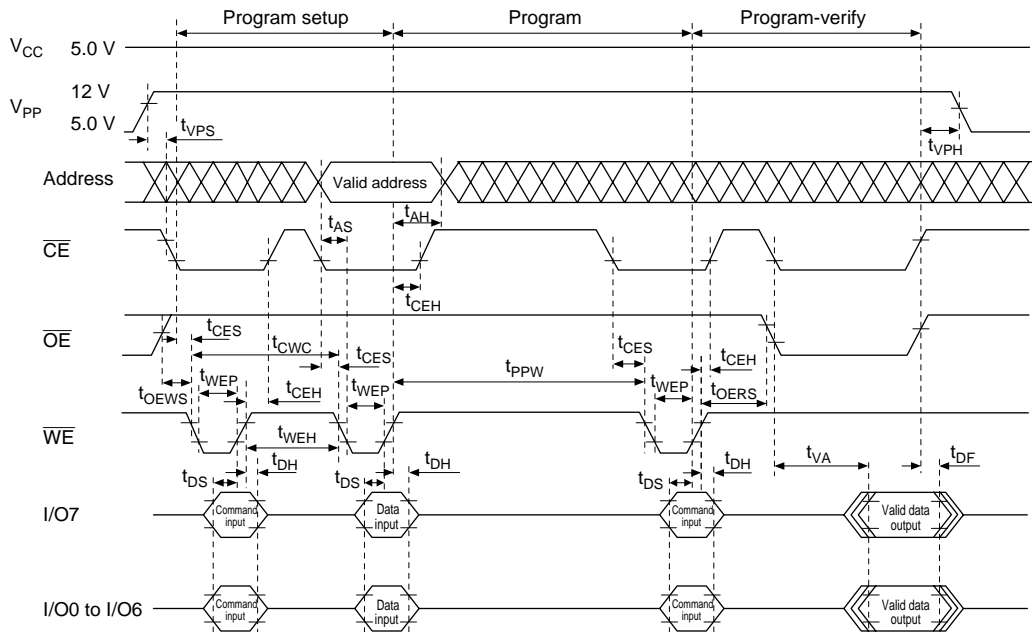 Program setup Program Program-verify
VCC 5.0 V
12 V
VPP
5.0 V
tVPS
tVPH
Address Valid address
tAH
tAS
CE
tCEH
OE
tCES
tCWC tCES tCES
tCEH
tPPW
tWEP tWEP tWEP
tOEWS tCEH tOERS
WE
tWEH
tVA
tDH tDH tDH tDF
tDS tDS tDS
I/O7 Command input Data input Command input Valid data output
I/O0 to I/O6 Command input Data input Command input Valid data output